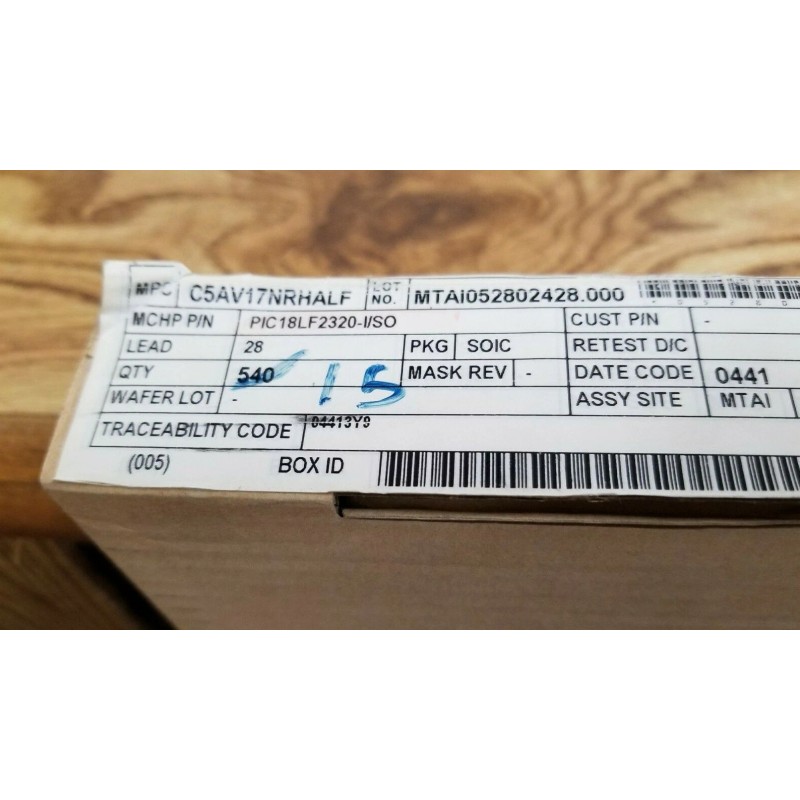 MPC C5AV17NRHALF LOT NO. MTAI052802428.000
MCHP P/N PIC18LF2320-I/SO CUST P/N -
LEAD 28 PKG SOIC RETEST D/C
QTY 540 15 MASK REV - DATE CODE 0441
WAFER LOT - ASSY SITE MTAI
TRACEABILITY CODE 04413Y9
(005) BOX ID